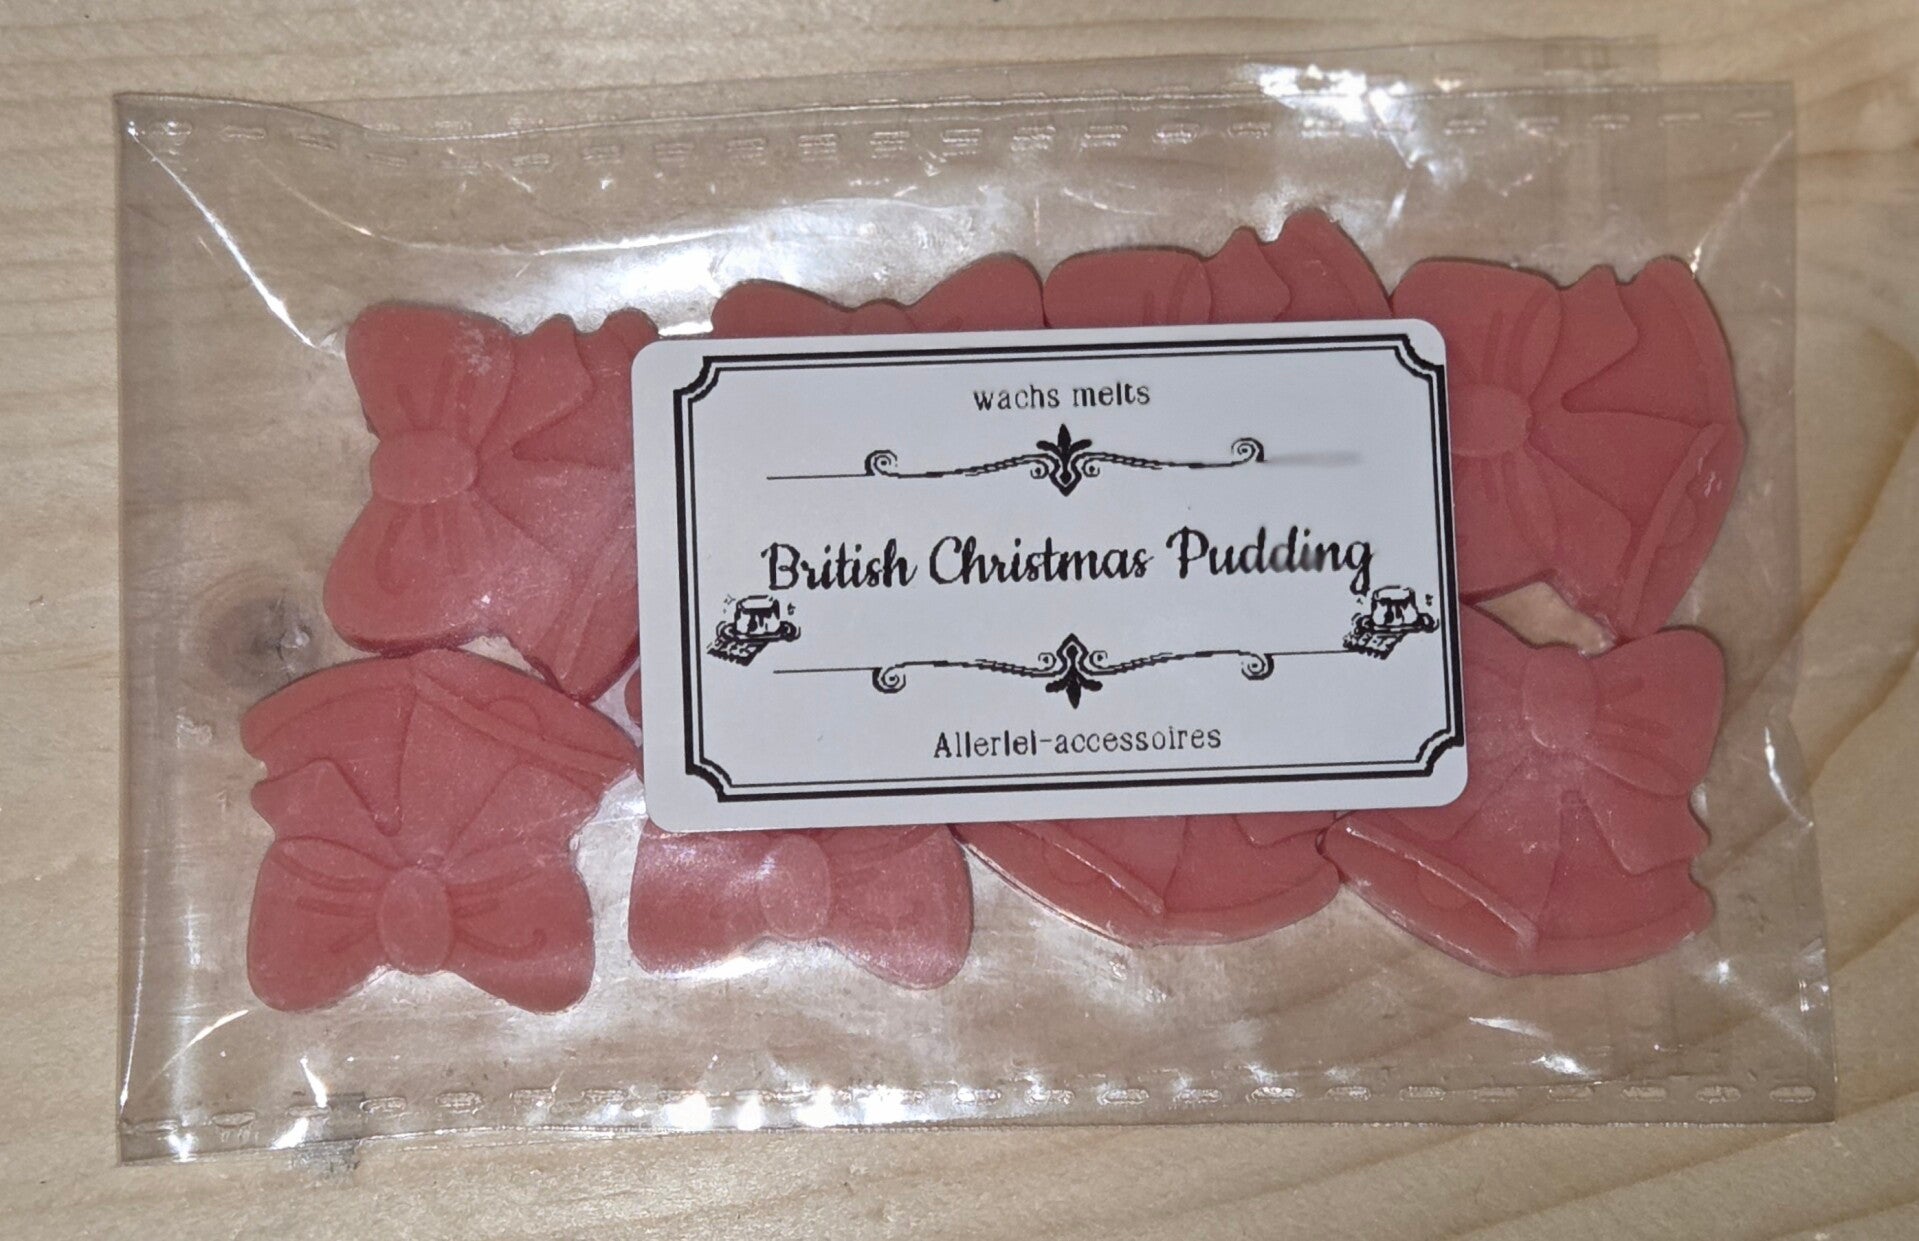 wachs melts
British Christmas Pudding
Allerlei-accessoires